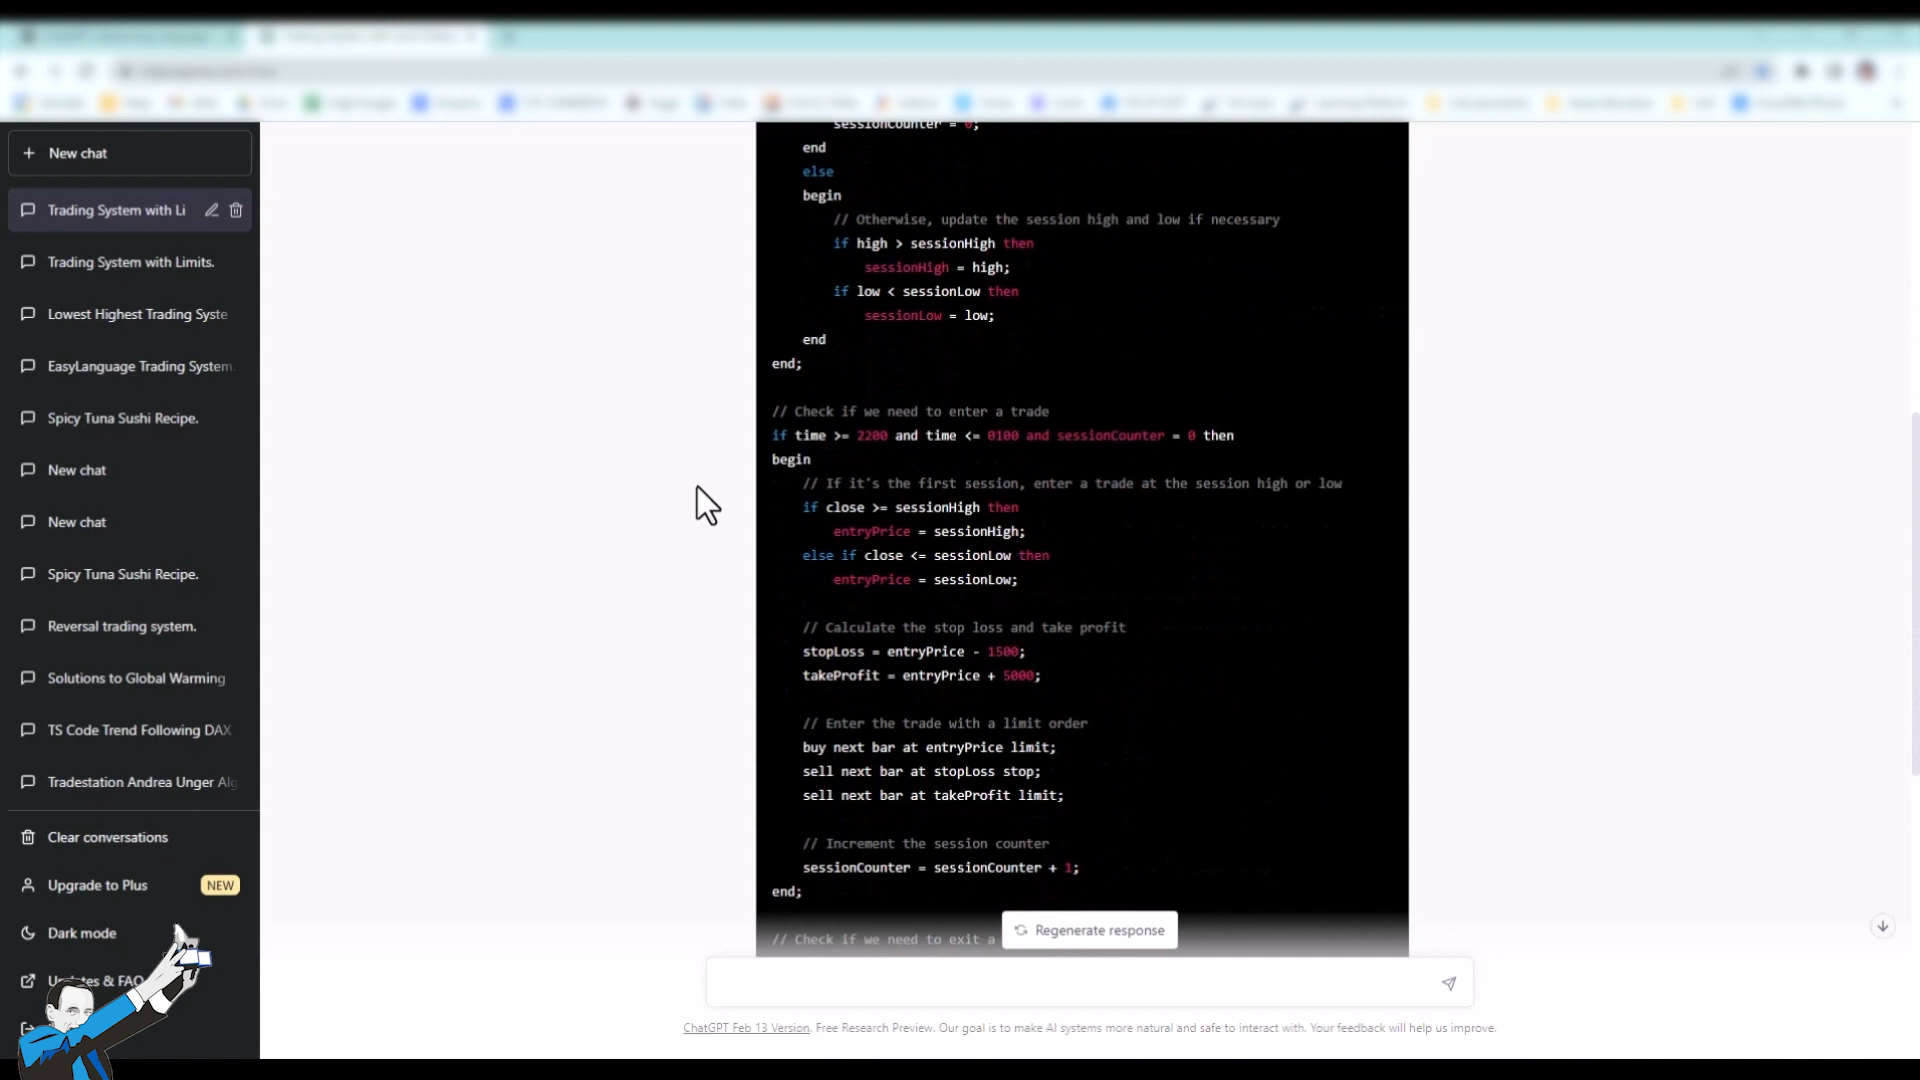 New chat
Trading System with Li
Trading System with Limits.
Lowest Highest Trading Syste
EasyLanguage Trading System.
Spicy Tuna Sushi Recipe.
New chat
New chat
Spicy Tuna Sushi Recipe.
Reversal trading system.
Solutions to Global Warming
TS Code Trend Following DAX
Tradestation Andrea Unger Alg
Clear conversations
Upgrade to Plus NEW
Dark mode
FAQ
sessionCounter = 0;
end
else
begin
// Otherwise, update the session high and low if necessary
if high > sessionHigh then
sessionHigh = high;
if low < sessionLow then
sessionLow = low;
end
end;
// Check if we need to enter a trade
if time >= 2200 and time <= 0100 and sessionCounter = 0 then
begin
// If it's the first session, enter a trade at the session high or low
if close >= sessionHigh then
entryPrice = sessionHigh;
else if close <= sessionLow then
entryPrice = sessionLow;
// Calculate the stop loss and take profit
stopLoss = entryPrice - 1500;
takeProfit = entryPrice + 5000;
// Enter the trade with a limit order
buy next bar at entryPrice limit;
sell next bar at stopLoss stop;
sell next bar at takeProfit limit;
// Increment the session counter
sessionCounter = sessionCounter + 1;
end;
// Check if we need to exit a
Regenerate response
ChatGPT Feb 13 Version. Free Research Preview. Our goal is to make AI systems more natural and safe to interact with. Your feedback will help us improve.